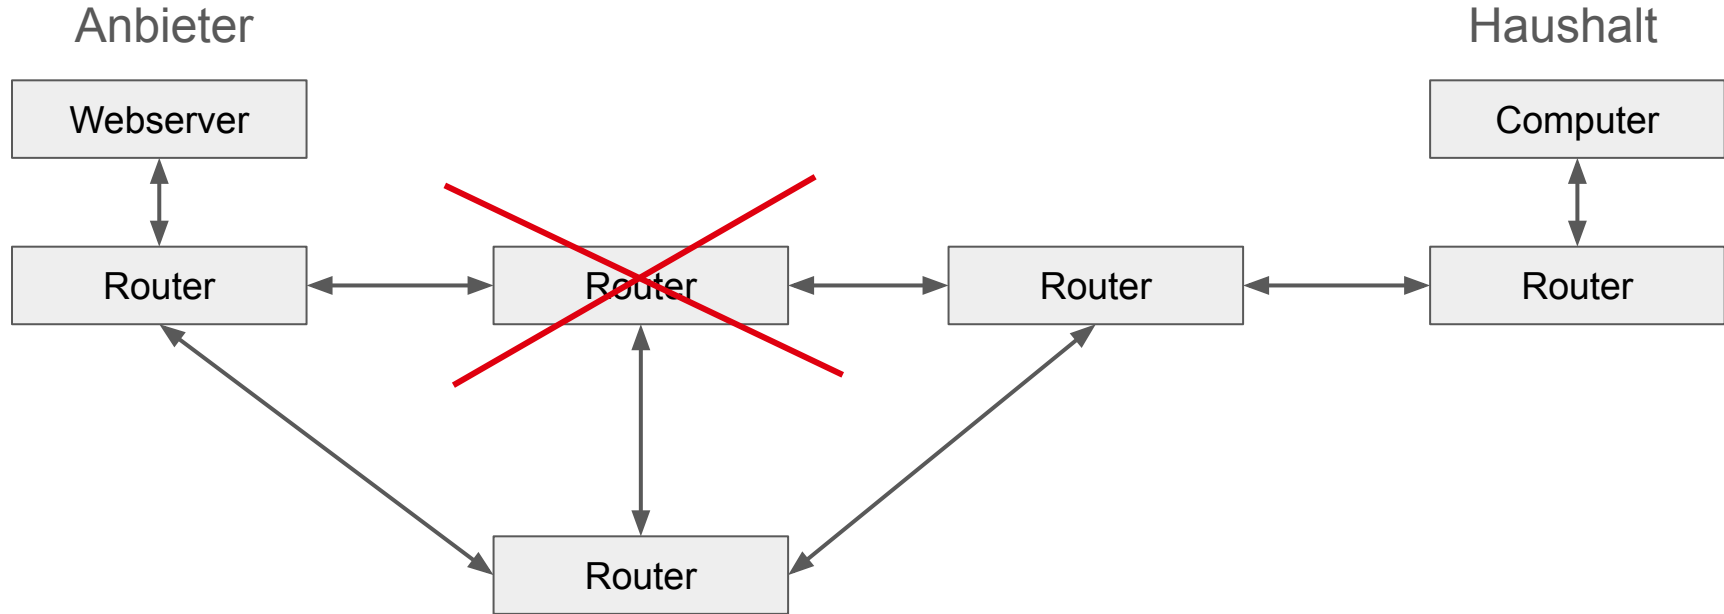 Anbieter
Haushalt
Webserver
Computer
Router
Router
Router
Router
Router